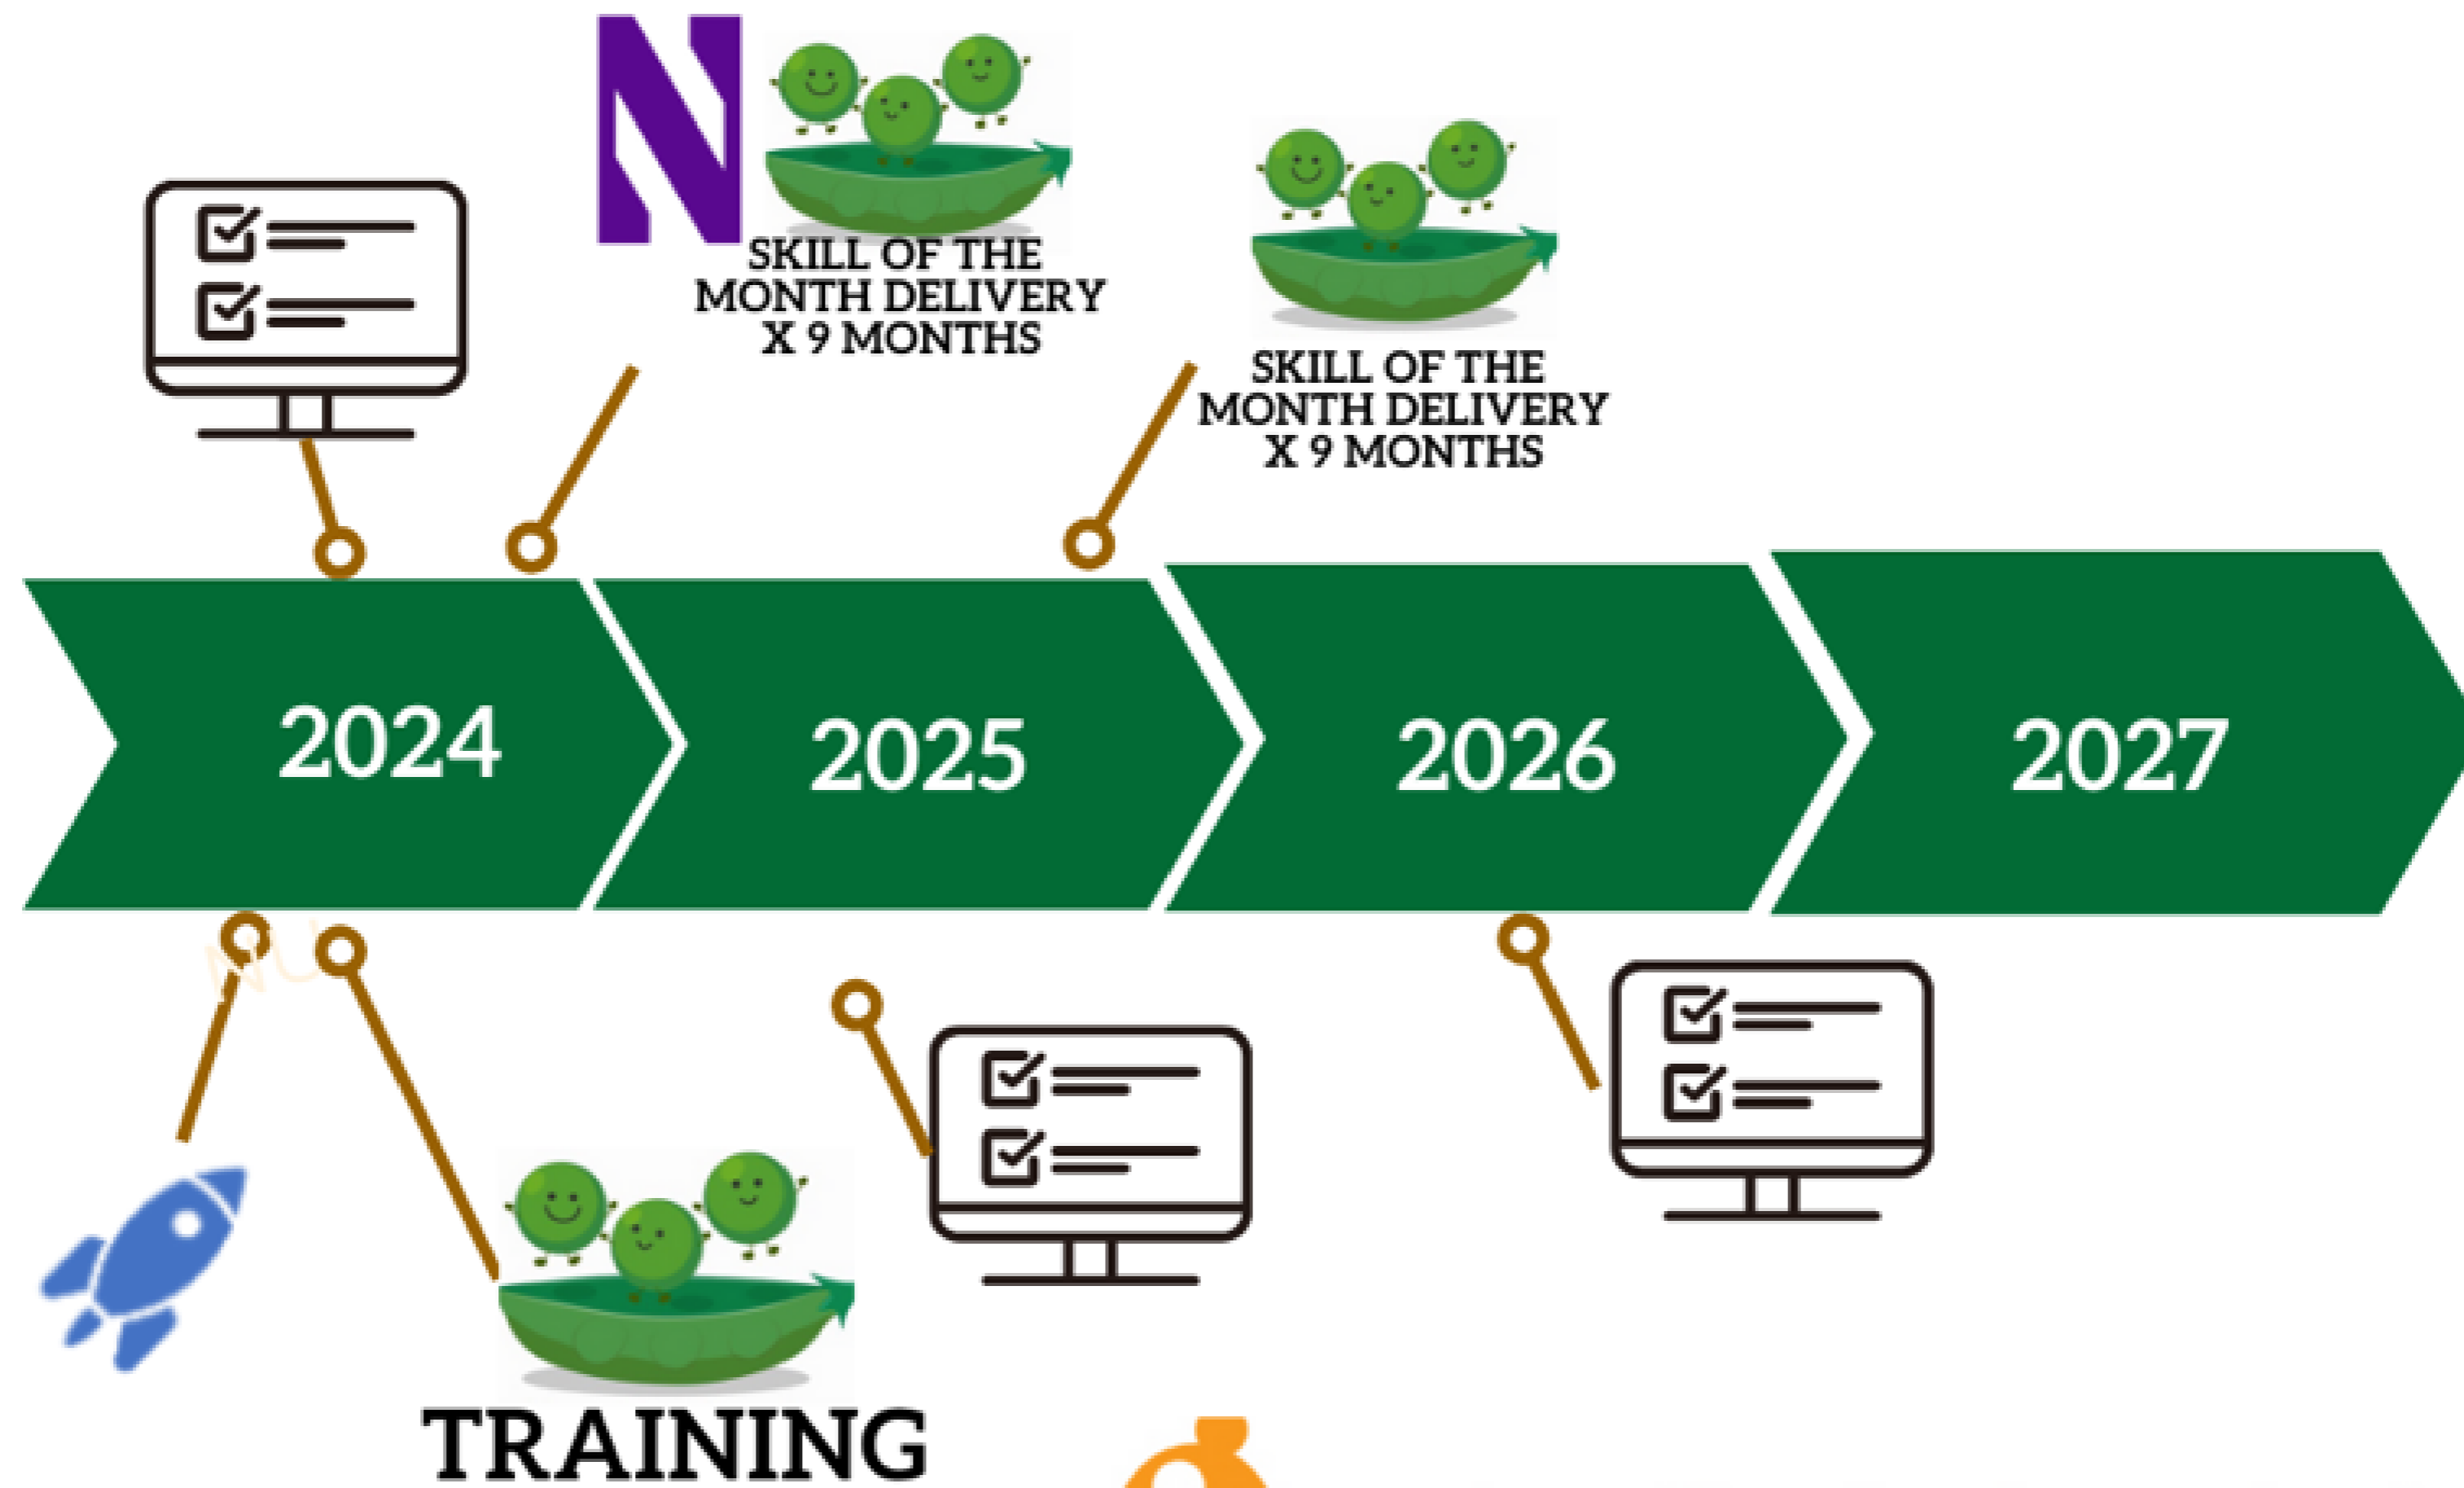 N
SKILL OF THE
MONTH DELIVERY
X 9 MONTHS
SKILL OF THE
MONTH DELIVERY
X 9 MONTHS
2024
2025
2026
2027
NU
TRAINING